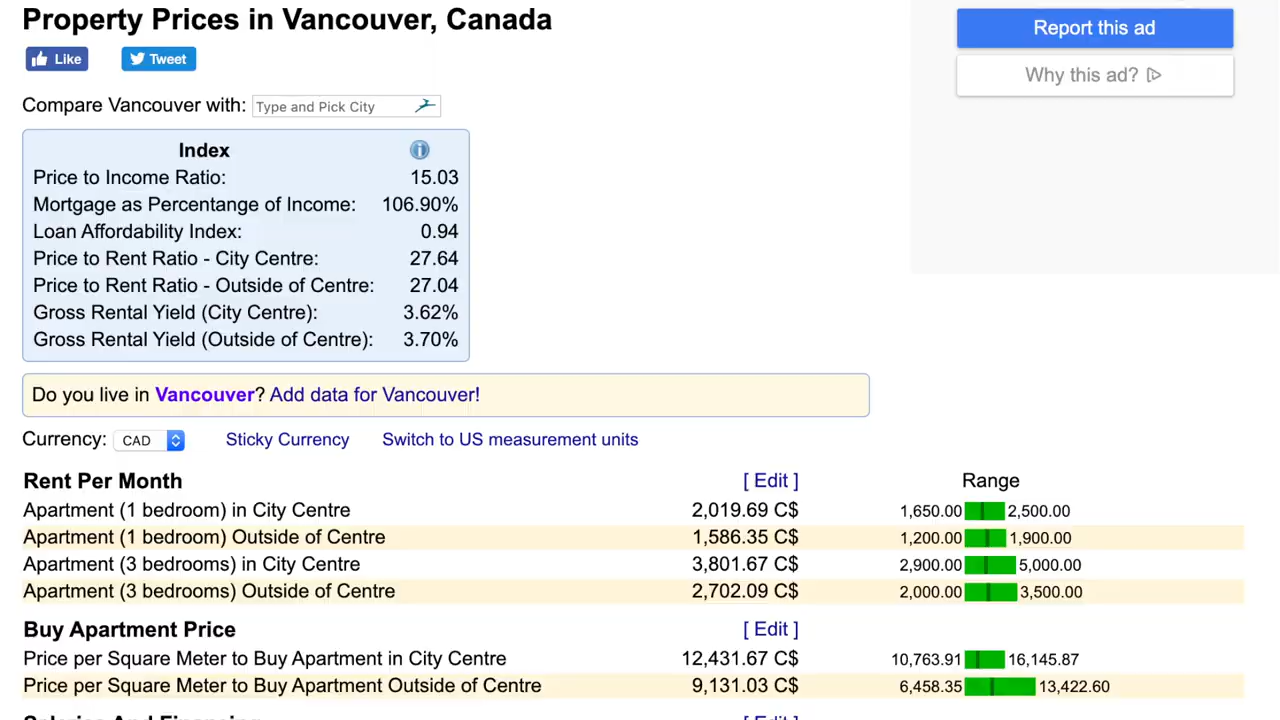 Property Prices in Vancouver, Canada
Report this ad
Like Tweet
Why this ad?
Compare Vancouver with: Type and Pick City
Index
Price to Income Ratio: 15.03
Mortgage as Percentange of Income: 106.90%
Loan Affordability Index: 0.94
Price to Rent Ratio - City Centre: 27.64
Price to Rent Ratio - Outside of Centre: 27.04
Gross Rental Yield (City Centre): 3.62%
Gross Rental Yield (Outside of Centre): 3.70%
Do you live in Vancouver? Add data for Vancouver!
Currency: CAD Sticky Currency Switch to US measurement units
Rent Per Month [ Edit ] Range
Apartment (1 bedroom) in City Centre 2,019.69 C$ 1,650.00 2,500.00
Apartment (1 bedroom) Outside of Centre 1,586.35 C$ 1,200.00 1,900.00
Apartment (3 bedrooms) in City Centre 3,801.67 C$ 2,900.00 5,000.00
Apartment (3 bedrooms) Outside of Centre 2,702.09 C$ 2,000.00 3,500.00
Buy Apartment Price [ Edit ]
Price per Square Meter to Buy Apartment in City Centre 12,431.67 C$ 10,763.91 16,145.87
Price per Square Meter to Buy Apartment Outside of Centre 9,131.03 C$ 6,458.35 13,422.60
Salaries And Financing [ Edit ]